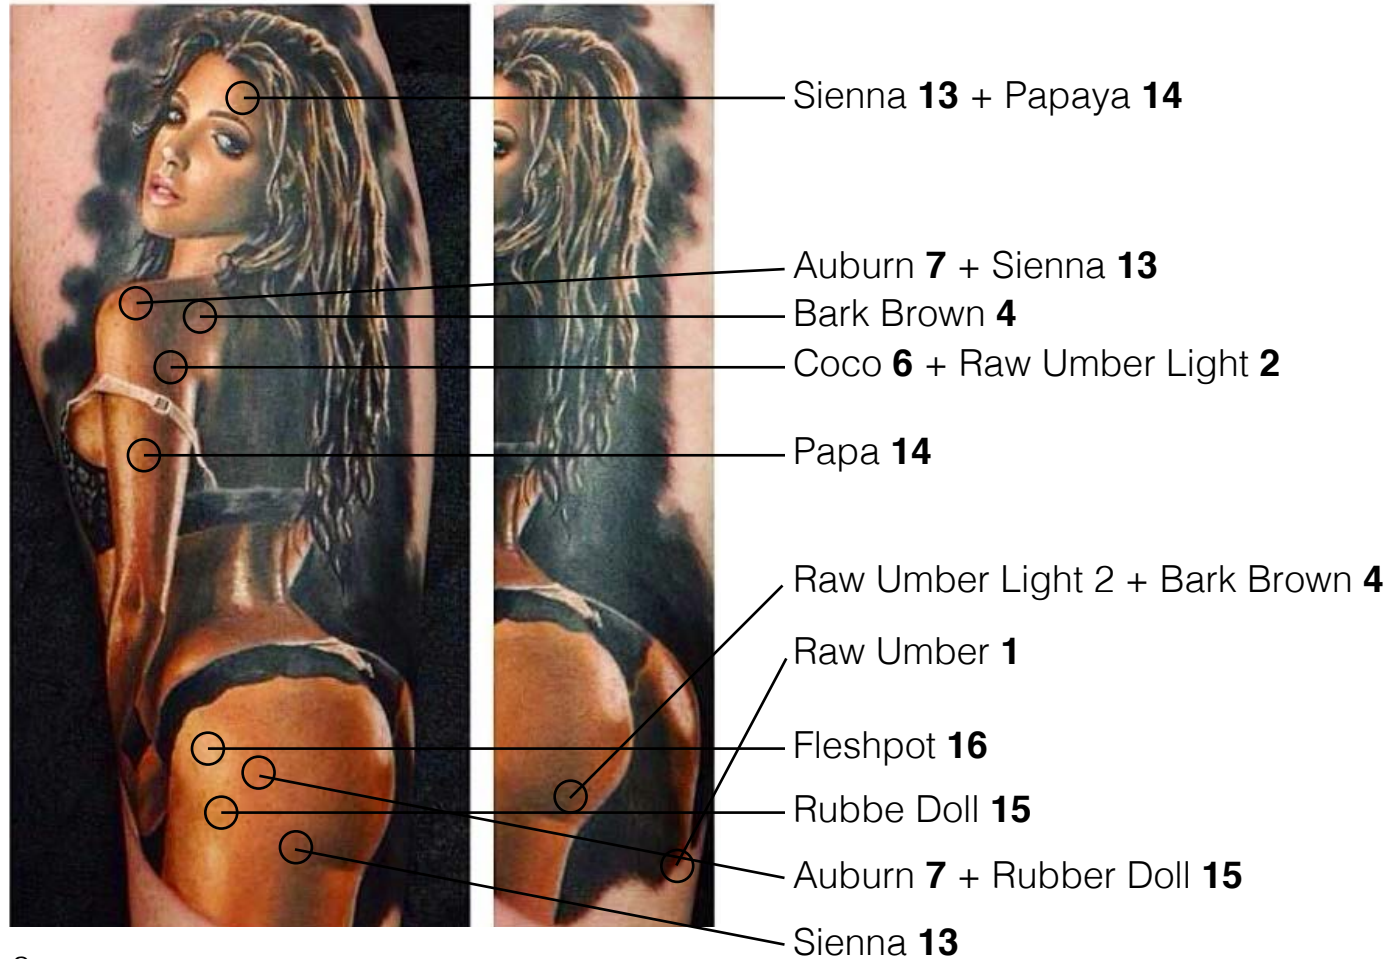 Sienna 13 + Papaya 14
Auburn 7 + Sienna 13
Bark Brown 4
Coco 6 + Raw Umber Light 2
Papa 14
Raw Umber Light 2 + Bark Brown 4
Raw Umber 1
Fleshpot 16
Rubbe Doll 15
Auburn 7 + Rubber Doll 15
Sienna 13